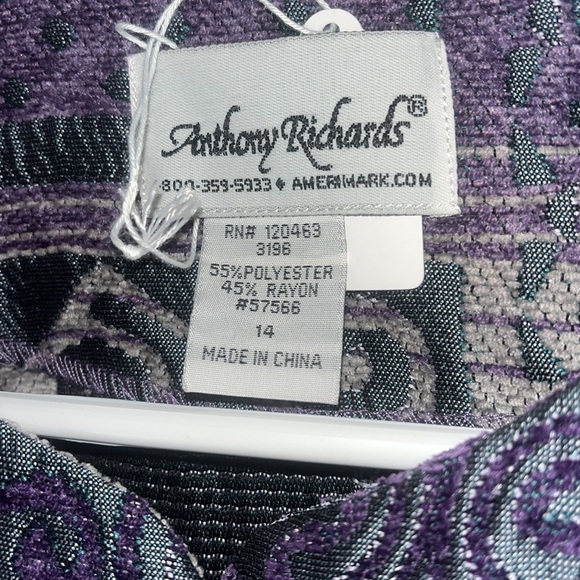 Anthony Richards®
800-359-5933 ♦ AMERIMARK.COM
RN# 120463
3196
55%POLYESTER
45% RAYON
#57566
14
MADE IN CHINA